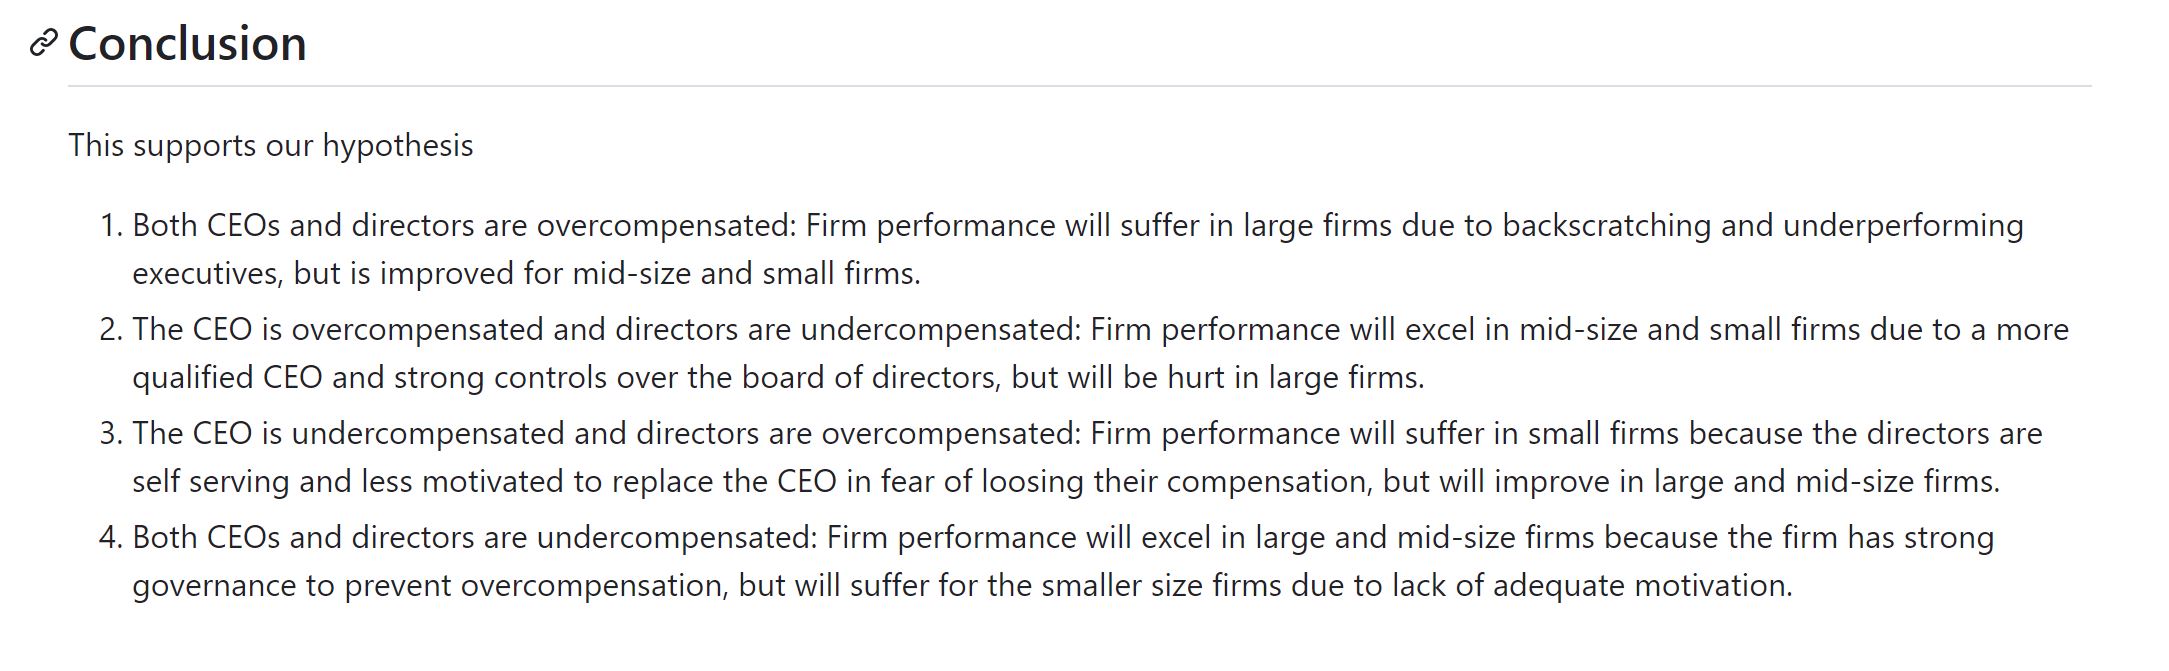 Conclusion
This supports our hypothesis
1. Both CEOs and directors are overcompensated: Firm performance will suffer in large firms due to backscratching and underperforming
executives, but is improved for mid-size and small firms.
2. The CEO is overcompensated and directors are undercompensated: Firm performance will excel in mid-size and small firms due to a more
qualified CEO and strong controls over the board of directors, but will be hurt in large firms.
3. The CEO is undercompensated and directors are overcompensated: Firm performance will suffer in small firms because the directors are
self serving and less motivated to replace the CEO in fear of loosing their compensation, but will improve in large and mid-size firms.
4. Both CEOs and directors are undercompensated: Firm performance will excel in large and mid-size firms because the firm has strong
governance to prevent overcompensation, but will suffer for the smaller size firms due to lack of adequate motivation.